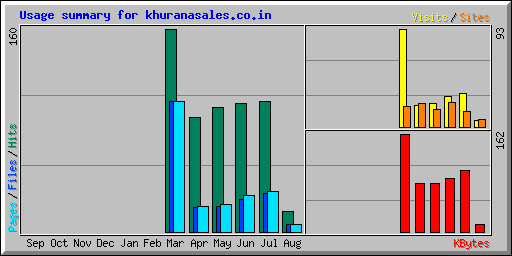 Usage summary for khuranasales.co.in
Visits/Sites
160
93
162
Pages/Files/Hits
Sep Oct Nov Dec Jan Feb Mar Apr May Jun Jul Aug
KBytes